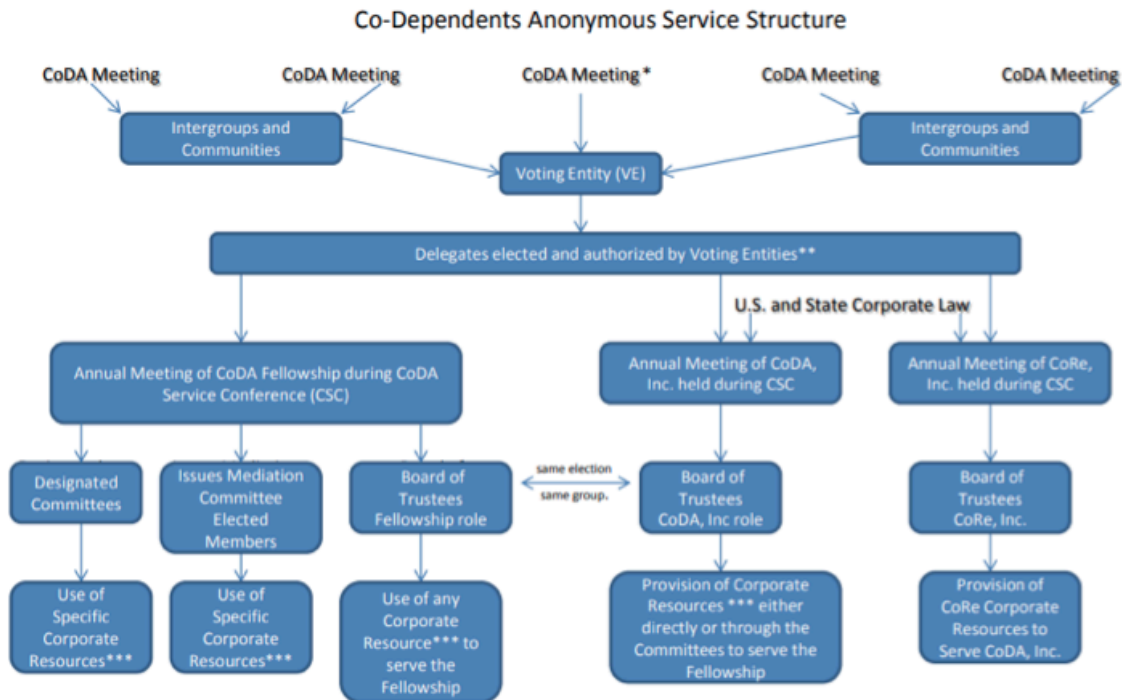 Co-Dependents Anonymous Service Structure
CoDA Meeting
CoDA Meeting
CoDA Meeting*
CoDA Meeting
CoDA Meeting
Intergroups and
Communities
Intergroups and
Communities
Voting Entity (VE)
Delegates elected and authorized by Voting Entities**
U.S. and State Corporate Law
Annual Meeting of CoDA Fellowship during CoDA
Service Conference (CSC)
Annual Meeting of CoDA,
Inc. held during CSC
Annual Meeting of CoRe,
Inc. held during CSC
Designated
Committees
Issues Mediation
Committee
Elected
Members
Board of
Trustees
Fellowship role
same election
same group.
Board of
Trustees
CoDA, Inc role
Board of
Trustees
CoRe, Inc.
Use of
Specific
Corporate
Resources***
Use of
Specific
Corporate
Resources***
Use of any
Corporate
Resource*** to
serve the
Fellowship
Provision of Corporate
Resources *** either
directly or through the
Committees to serve the
Fellowship
Provision of
CoRe Corporate
Resources to
Serve CoDA, Inc.